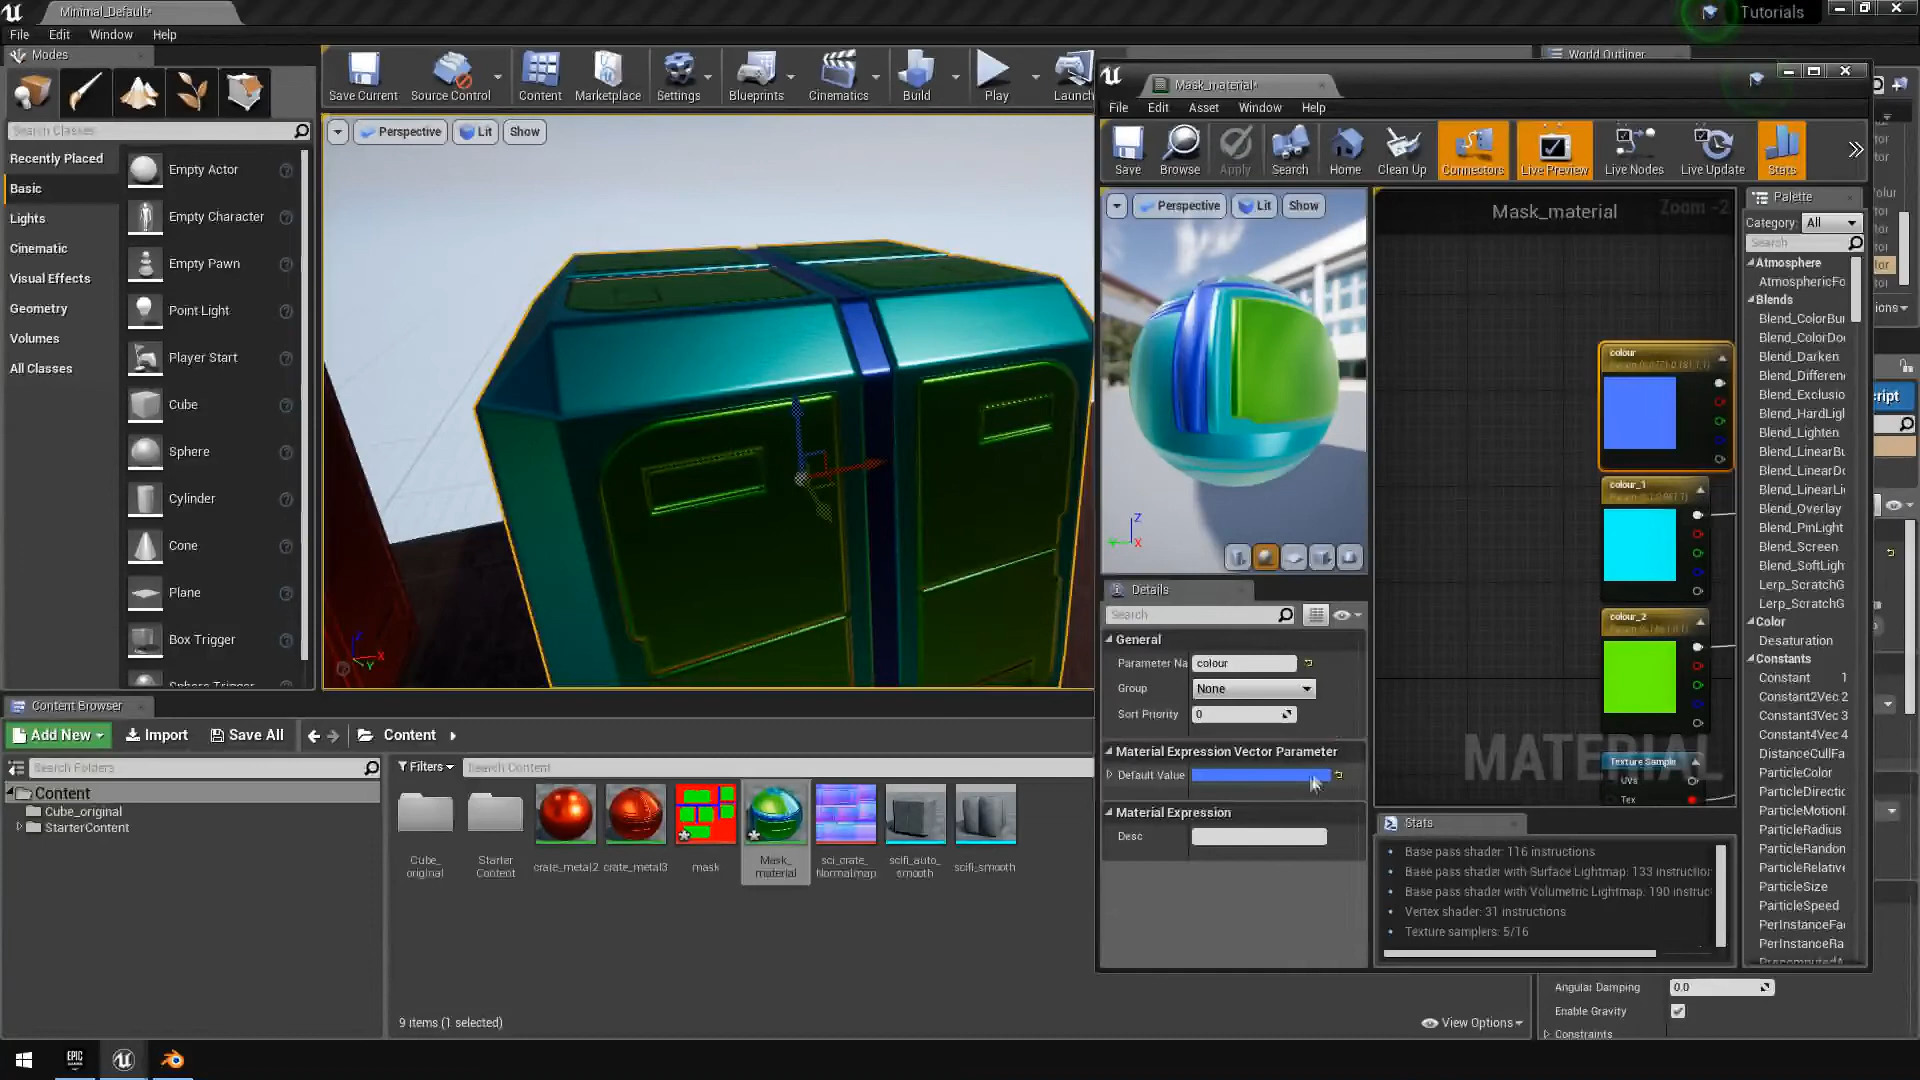 Minimal_Default*
Tutorials
File Edit Window Help
Modes
World Outliner
Save Current Source Control Content Marketplace Settings Blueprints Cinematics Build Play Launch
Mask_material*
File Edit Asset Window Help
Search Classes
Perspective Lit Show
Save Browse Apply Search Home Clean Up Connectors Live Preview Live Nodes Live Update Stats
Recently Placed
Basic
Lights
Cinematic
Visual Effects
Geometry
Volumes
All Classes
Empty Actor
Empty Character
Empty Pawn
Point Light
Player Start
Cube
Sphere
Cylinder
Cone
Plane
Box Trigger
Sphere Trigger
Perspective Lit Show
Mask_material
Zoom -2
colour
colour_1
colour_2
Texture Sample
UVs
Tex
MATERIAL
Palette
Category: All
Search
Atmosphere
AtmosphericFo
Blends
Blend_ColorBu
Blend_ColorDo
Blend_Darken
Blend_Differen
Blend_Exclusio
Blend_HardLigh
Blend_Lighten
Blend_LinearBu
Blend_LinearDo
Blend_LinearLi
Blend_Overlay
Blend_PinLight
Blend_Screen
Blend_SoftLigh
Lerp_ScratchG
Lerp_ScratchG
Color
Desaturation
Constants
Constant 1
Constant2Vec 2
Constant3Vec 3
Constant4Vec 4
DistanceCullFa
ParticleColor
ParticleDirectio
ParticleMotionB
ParticleRadius
ParticleRandom
ParticleRelative
ParticleSize
ParticleSpeed
PerInstanceFa
PerInstanceRa
Details
Search
General
Parameter Na colour
Group None
Sort Priority 0
Material Expression Vector Parameter
Default Value
Material Expression
Desc
Stats
Base pass shader: 116 instructions
Base pass shader with Surface Lightmap: 133 instruction
Base pass shader with Volumetric Lightmap: 190 instruc
Vertex shader: 31 instructions
Texture samplers: 5/16
Content Browser
Add New Import Save All Content
Search Folders
Filters Search Content
Content
Cube_original
StarterContent
Cube_original
Starter Content
crate_metal2
crate_metal3
mask
Mask_material
sci_crate_Normalmap
scifi_auto_smooth
scifi-smooth
9 items (1 selected)
View Options
Angular Damping 0.0
Enable Gravity
Constraints
EPIC